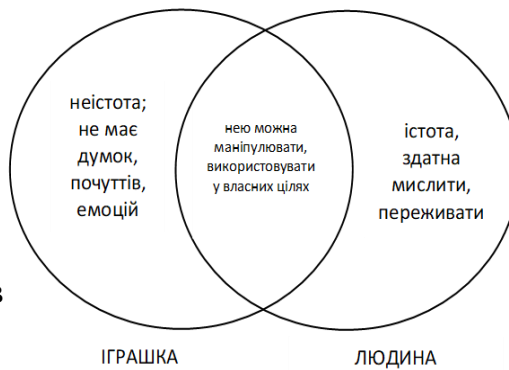 неістота;
не має
думок,
почуттів,
емоцій
нею можна
маніпулювати,
використовувати
у власних цілях
істота,
здатна
мислити,
переживати
в
ІГРАШКА
ЛЮДИНА